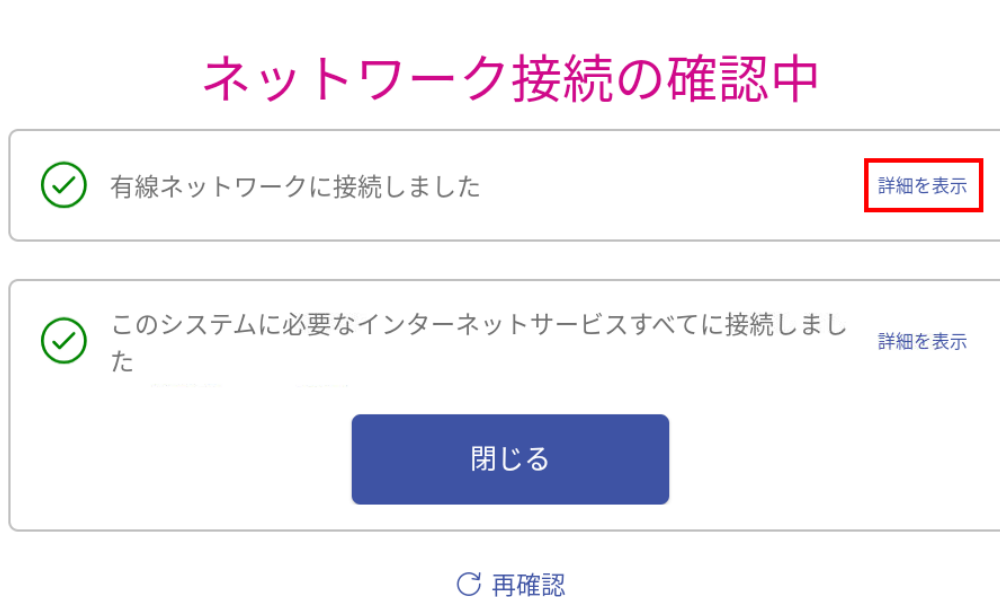 ネットワーク接続の確認中
有線ネットワークに接続しました
詳細を表示
このシステムに必要なインターネットサービスすべてに接続しまし
た
詳細を表示
閉じる
再確認